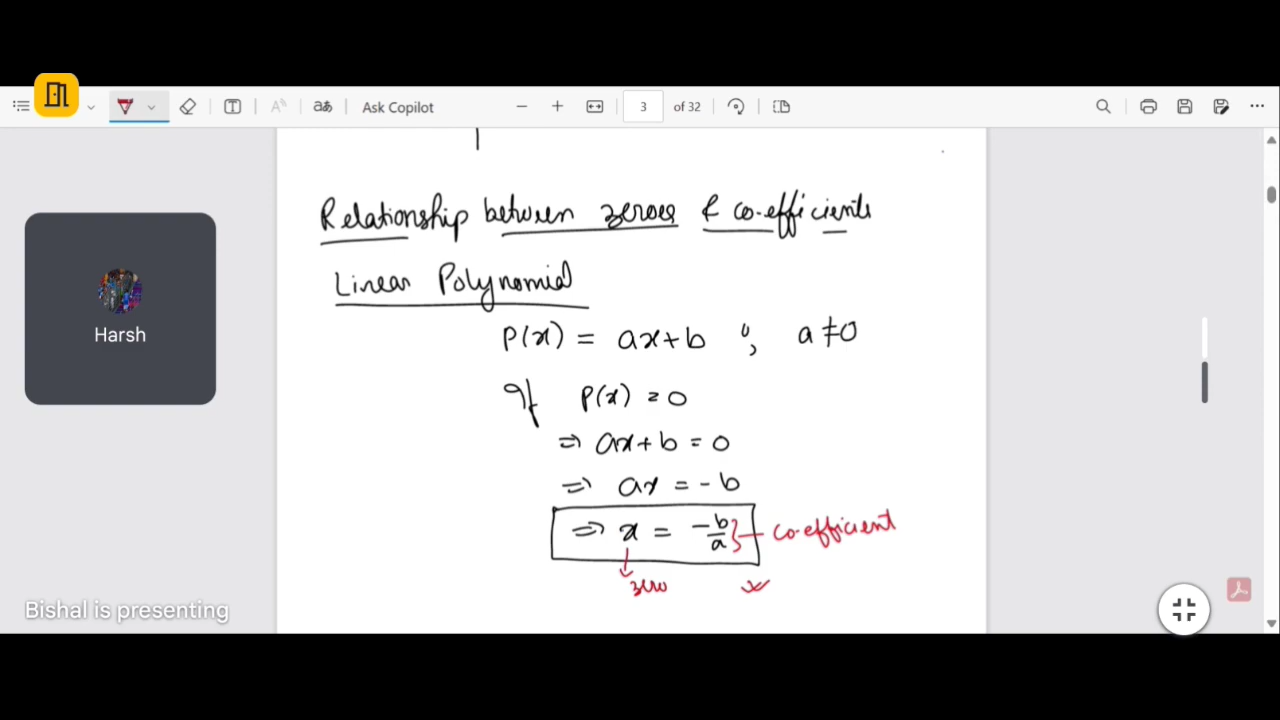 Ask Copilot
3 of 32
Relationship between zeroes & co-efficients
Linear Polynomial
P(x) = ax+b ; a≠0
If P(x) = 0
⇒ ax+b = 0
⇒ ax = -b
⇒ x = -b/a } co-efficient
zero
Harsh
Bishal is presenting